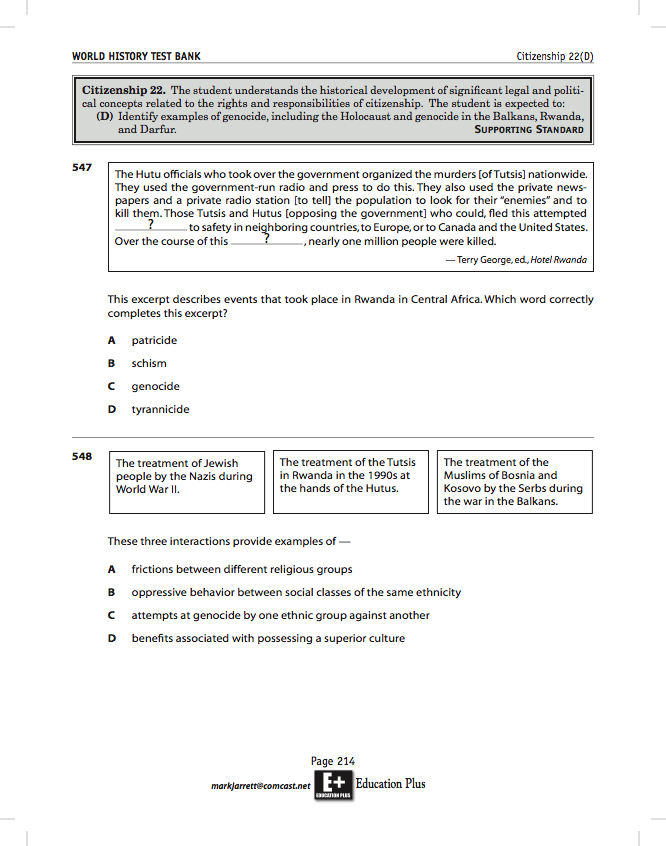 WORLD HISTORY TEST BANK Citizenship 22(D)
Citizenship 22. The student understands the historical development of significant legal and politi-
cal concepts related to the rights and responsibilities of citizenship. The student is expected to:
(D) Identify examples of genocide, including the Holocaust and genocide in the Balkans, Rwanda,
and Darfur. SUPPORTING STANDARD
547
The Hutu officials who took over the government organized the murders [of Tutsis] nationwide.
They used the government-run radio and press to do this. They also used the private news-
papers and a private radio station [to tell] the population to look for their “enemies” and to
kill them. Those Tutsis and Hutus [opposing the government] who could, fled this attempted
___?___ to safety in neighboring countries, to Europe, or to Canada and the United States.
Over the course of this ___?___, nearly one million people were killed.
— Terry George, ed., Hotel Rwanda
This excerpt describes events that took place in Rwanda in Central Africa. Which word correctly
completes this excerpt?
A patricide
B schism
C genocide
D tyrannicide
548
The treatment of Jewish
people by the Nazis during
World War II.
The treatment of the Tutsis
in Rwanda in the 1990s at
the hands of the Hutus.
The treatment of the
Muslims of Bosnia and
Kosovo by the Serbs during
the war in the Balkans.
These three interactions provide examples of —
A frictions between different religious groups
B oppressive behavior between social classes of the same ethnicity
C attempts at genocide by one ethnic group against another
D benefits associated with possessing a superior culture
Page 214
markjarrett@comcast.net E+ EDUCATION PLUS Education Plus